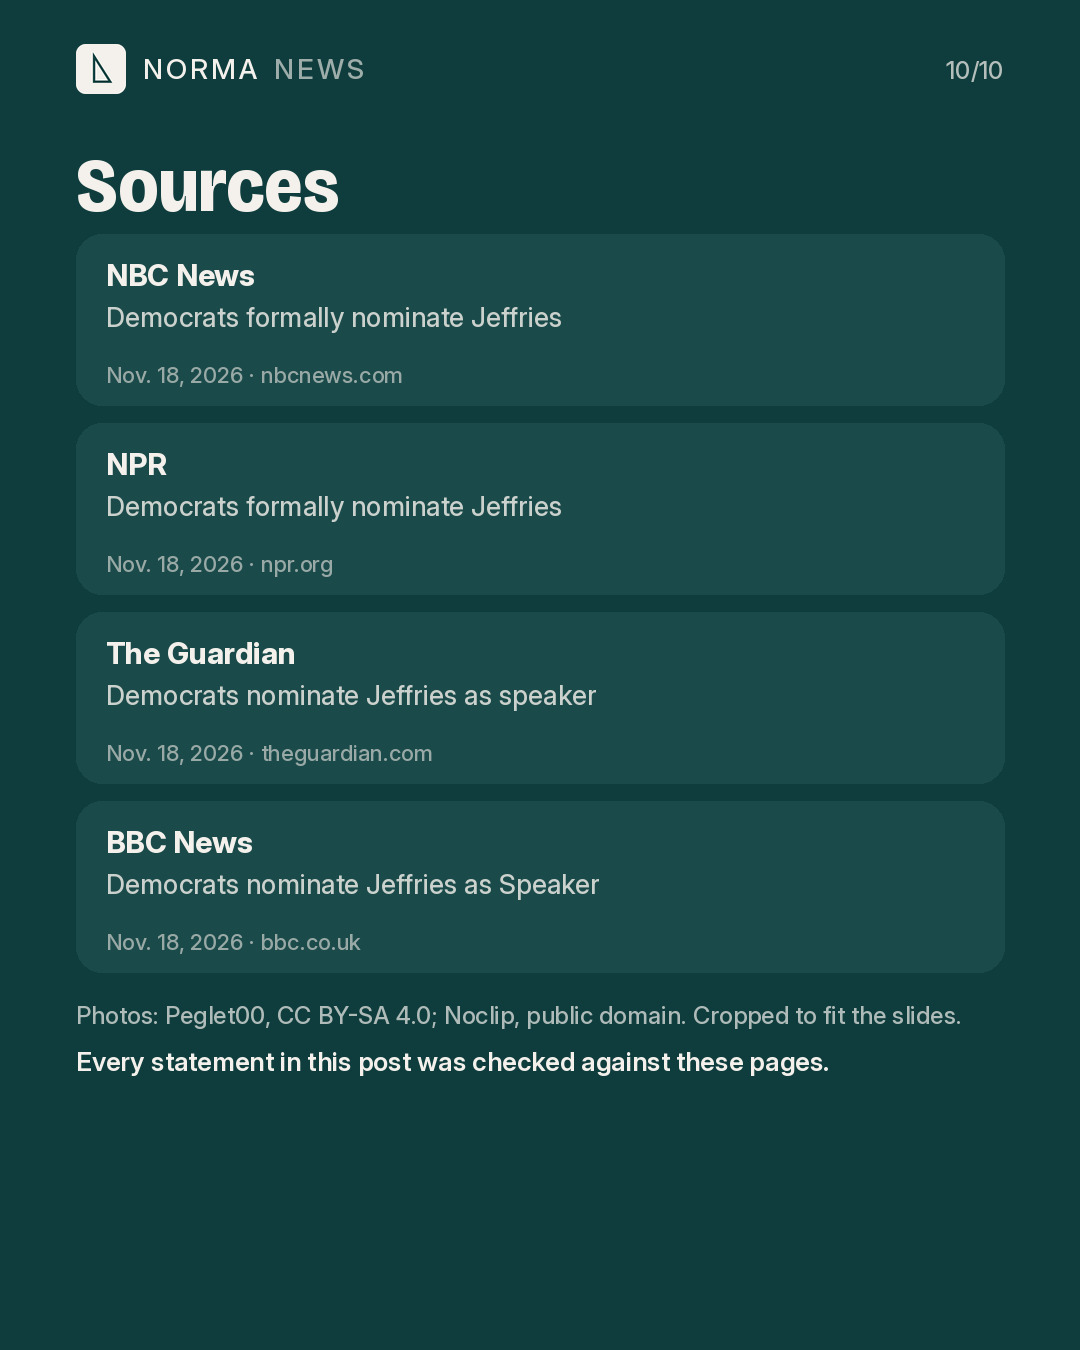 NORMA NEWS
10/10
Sources
NBC News
Democrats formally nominate Jeffries
Nov. 18, 2026 · nbcnews.com
NPR
Democrats formally nominate Jeffries
Nov. 18, 2026 · npr.org
The Guardian
Democrats nominate Jeffries as speaker
Nov. 18, 2026 · theguardian.com
BBC News
Democrats nominate Jeffries as Speaker
Nov. 18, 2026 · bbc.co.uk
Photos: Peglet00, CC BY-SA 4.0; Noclip, public domain. Cropped to fit the slides.
Every statement in this post was checked against these pages.